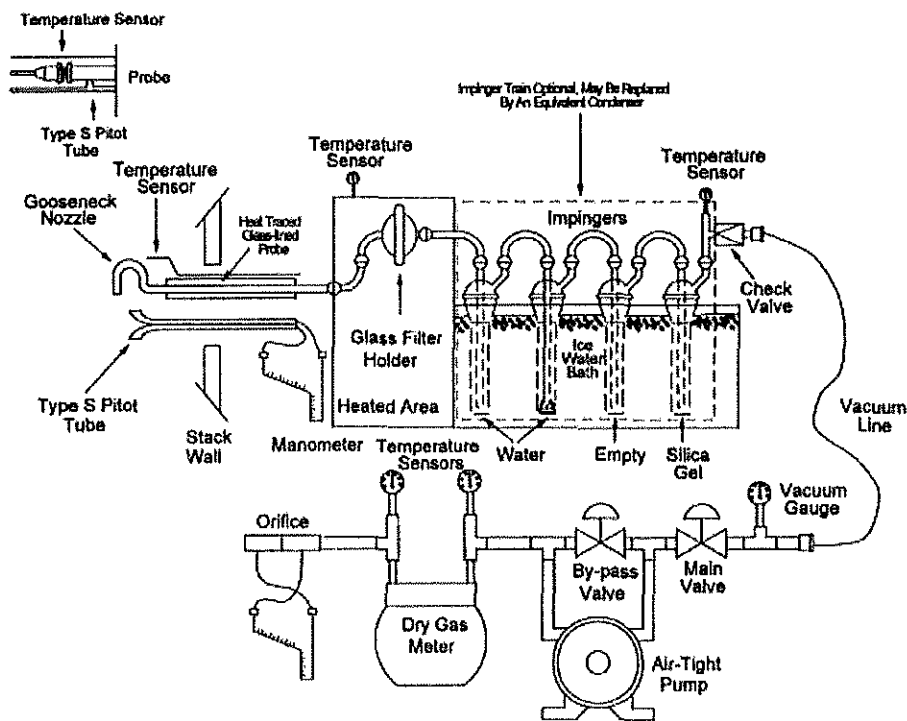 Temperature Sensor
Probe
Type S Pitot
Tube
Impinger Train Optional, May Be Replaced
By An Equivalent Condenser
Temperature
Sensor
Gooseneck
Nozzle
Heat Traced
Glass-lined
Probe
Temperature
Sensor
Temperature
Sensor
Impingers
Check
Valve
Glass Filter
Holder
Ice
Water
Bath
Heated Area
Type S Pitot
Tube
Stack
Wall
Manometer
Water
Empty
Silica
Gel
Vacuum
Line
Temperature
Sensors
Orifice
Vacuum
Gauge
By-pass
Valve
Main
Valve
Dry Gas
Meter
Air-Tight
Pump